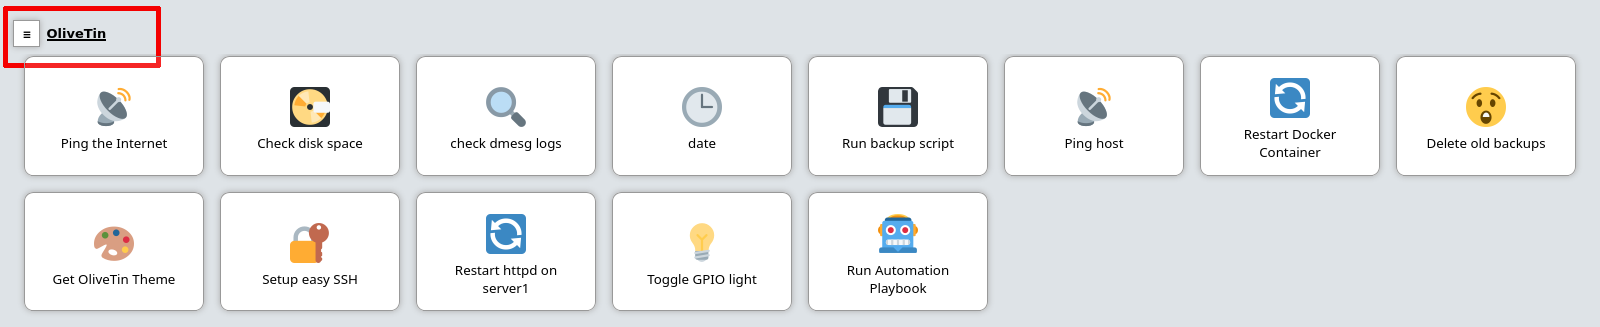 ≡ OliveTin
Ping the Internet
Check disk space
check dmesg logs
date
Run backup script
Ping host
Restart Docker
Container
Delete old backups
Get OliveTin Theme
Setup easy SSH
Restart httpd on
server1
Toggle GPIO light
Run Automation
Playbook